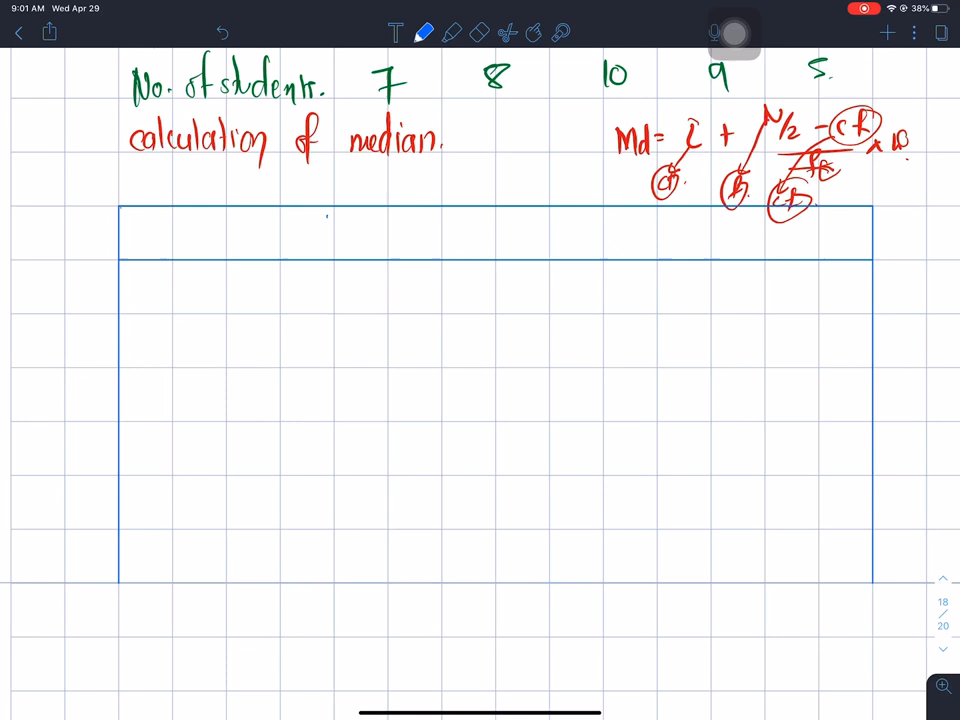 9:01 AM Wed Apr 29 38%
T
No. of students. 7 8 10 9 5.
calculation of median. Md = l + N/2 - cf
18
/
20